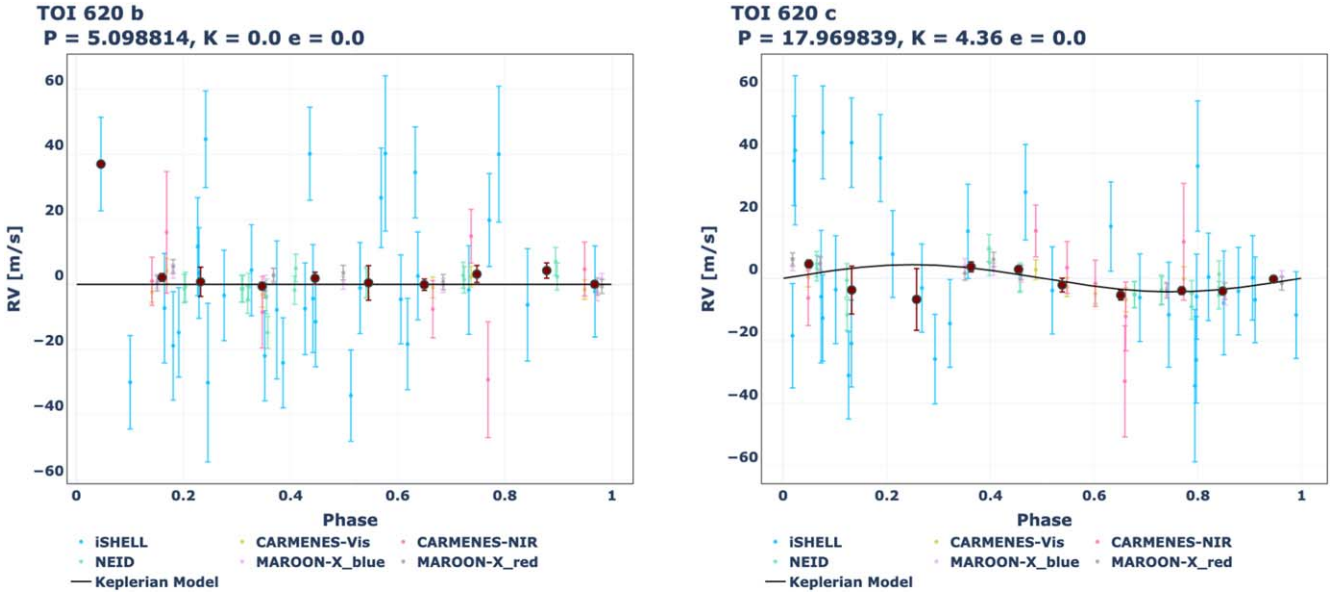 TOI 620 b
P = 5.098814, K = 0.0 e = 0.0
60
40
20
0
−20
−40
−60
RV [m/s]
0 0.2 0.4 0.6 0.8 1
Phase
iSHELL CARMENES-Vis CARMENES-NIR
NEID MAROON-X_blue MAROON-X_red
Keplerian Model
TOI 620 c
P = 17.969839, K = 4.36 e = 0.0
60
40
20
0
−20
−40
−60
RV [m/s]
0 0.2 0.4 0.6 0.8 1
Phase
iSHELL CARMENES-Vis CARMENES-NIR
NEID MAROON-X_blue MAROON-X_red
Keplerian Model